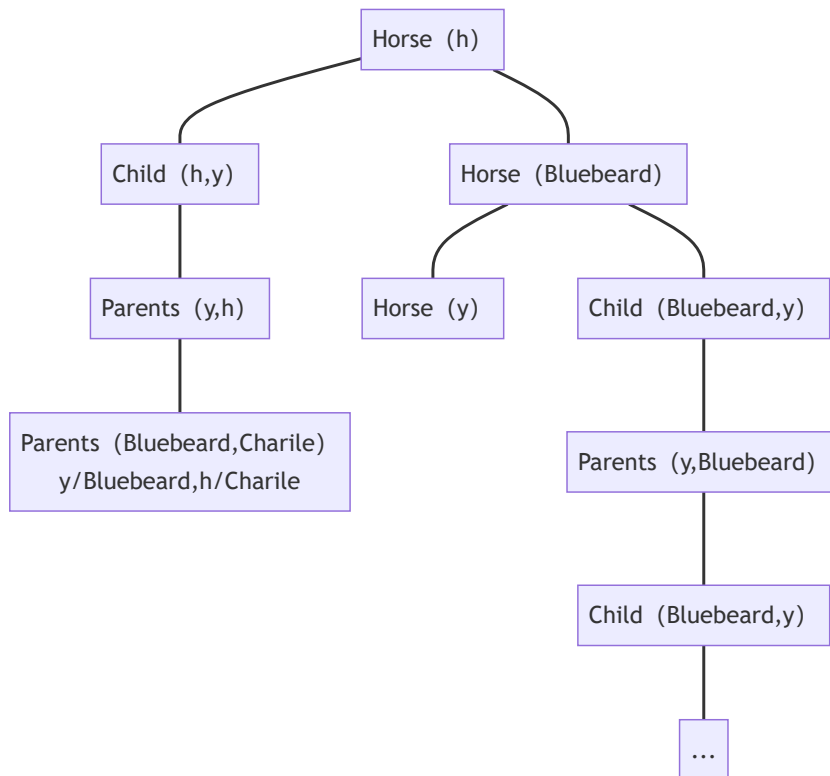 Horse (h)
Child (h,y)
Horse (Bluebeard)
Parents (y,h)
Horse (y)
Child (Bluebeard,y)
Parents (Bluebeard,Charile)
y/Bluebeard,h/Charile
Parents (y,Bluebeard)
Child (Bluebeard,y)
...